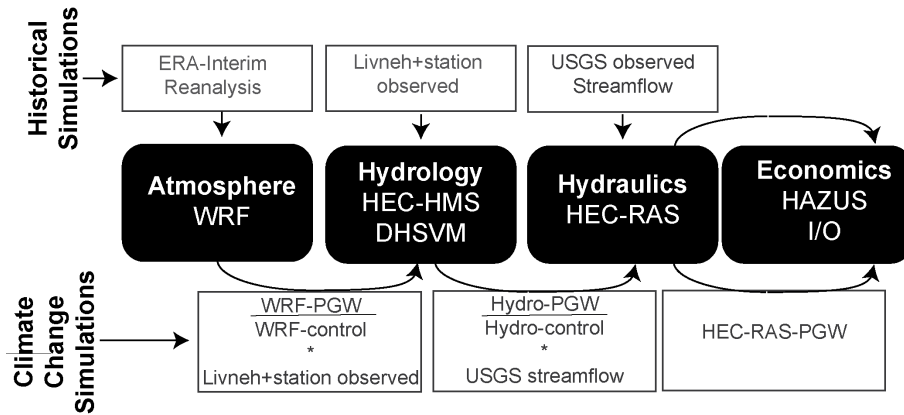 Historical
Simulations
ERA-Interim
Reanalysis
Livneh+station
observed
USGS observed
Streamflow
Atmosphere
WRF
Hydrology
HEC-HMS
DHSVM
Hydraulics
HEC-RAS
Economics
HAZUS
I/O
Climate
Change
Simulations
WRF-PGW
WRF-control
*
Livneh+station observed
Hydro-PGW
Hydro-control
*
USGS streamflow
HEC-RAS-PGW